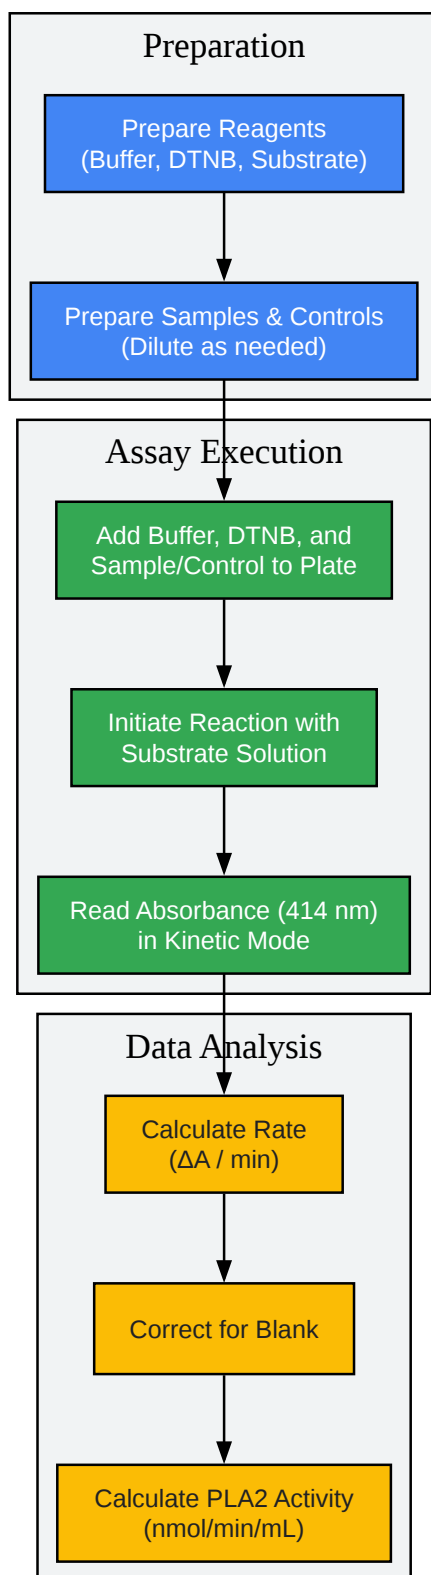 Preparation
Prepare Reagents
(Buffer, DTNB, Substrate)
Prepare Samples & Controls
(Dilute as needed)
Assay Execution
Add Buffer, DTNB, and
Sample/Control to Plate
Initiate Reaction with
Substrate Solution
Read Absorbance (414 nm)
in Kinetic Mode
Data Analysis
Calculate Rate
(ΔA / min)
Correct for Blank
Calculate PLA2 Activity
(nmol/min/mL)